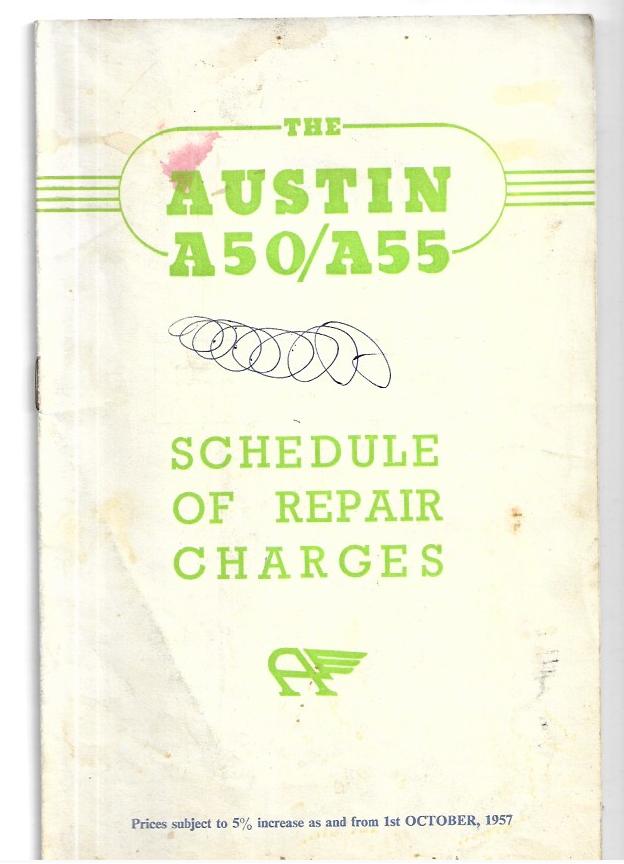 THE
AUSTIN
A50/A55
SCHEDULE
OF REPAIR
CHARGES
A
Prices subject to 5% increase as and from 1st OCTOBER, 1957